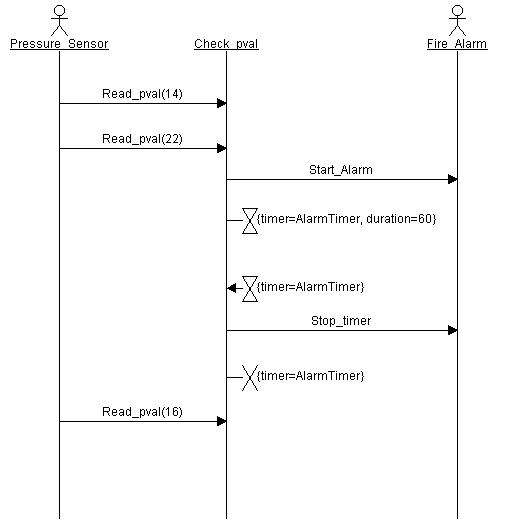 Pressure_Sensor Check_pval Fire_Alarm
Read_pval(14)
Read_pval(22)
Start_Alarm
{timer=AlarmTimer, duration=60}
{timer=AlarmTimer}
Stop_timer
{timer=AlarmTimer}
Read_pval(16)